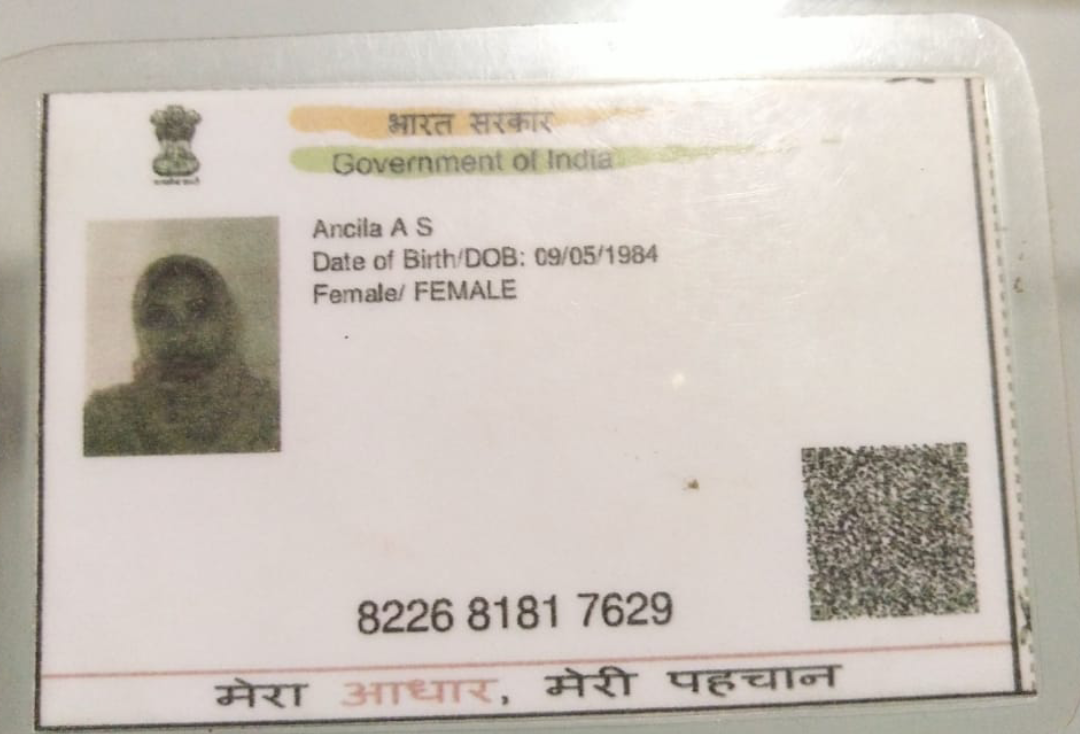 भारत सरकार
Government of India
Ancila A S
Date of Birth/DOB: 09/05/1984
Female/ FEMALE
8226 8181 7629
मेरा आधार, मेरी पहचान